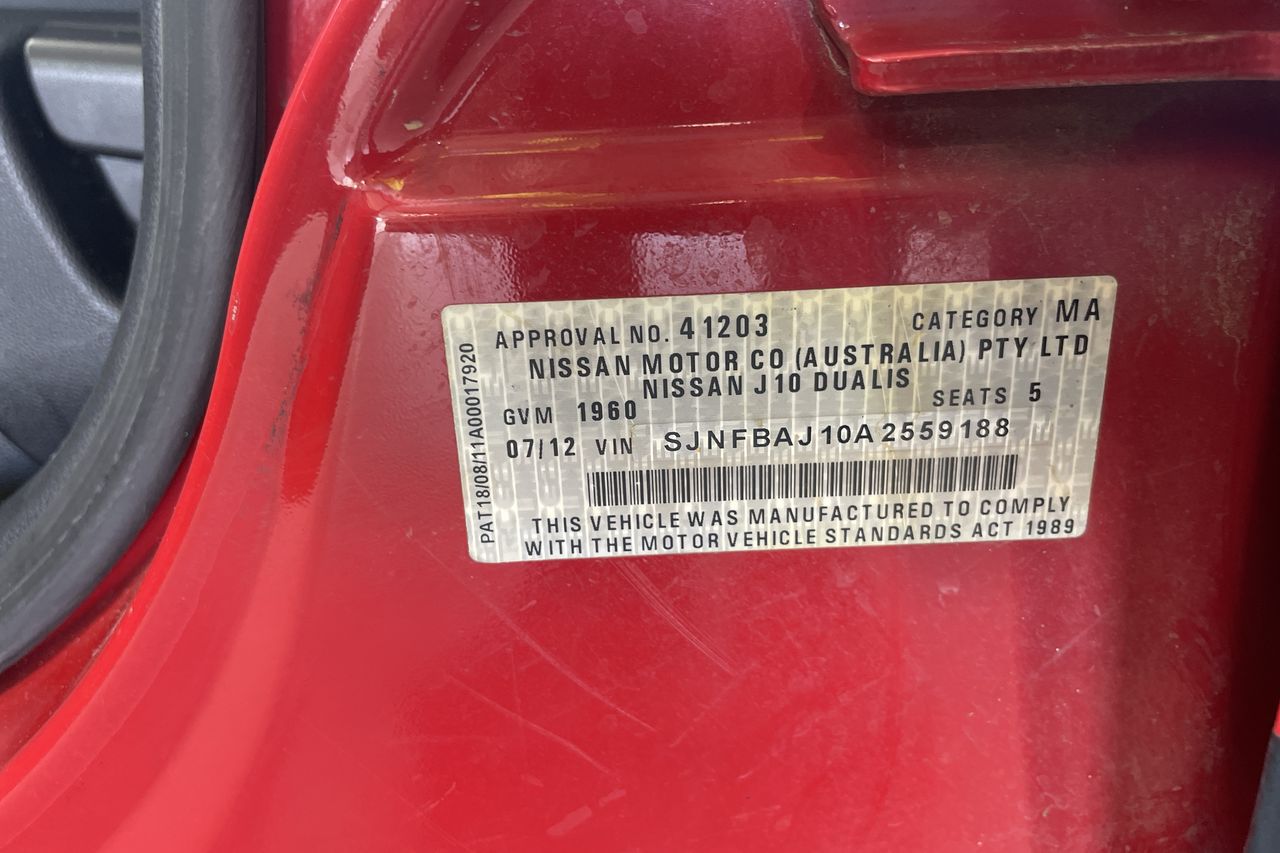 APPROVAL NO. 41203 CATEGORY MA
NISSAN MOTOR CO (AUSTRALIA) PTY LTD
NISSAN J10 DUALIS
GVM 1960 SEATS 5
07/12 VIN SJNFBAJ10A2559188
THIS VEHICLE WAS MANUFACTURED TO COMPLY
WITH THE MOTOR VEHICLE STANDARDS ACT 1989
PAT18/08/11A00017920